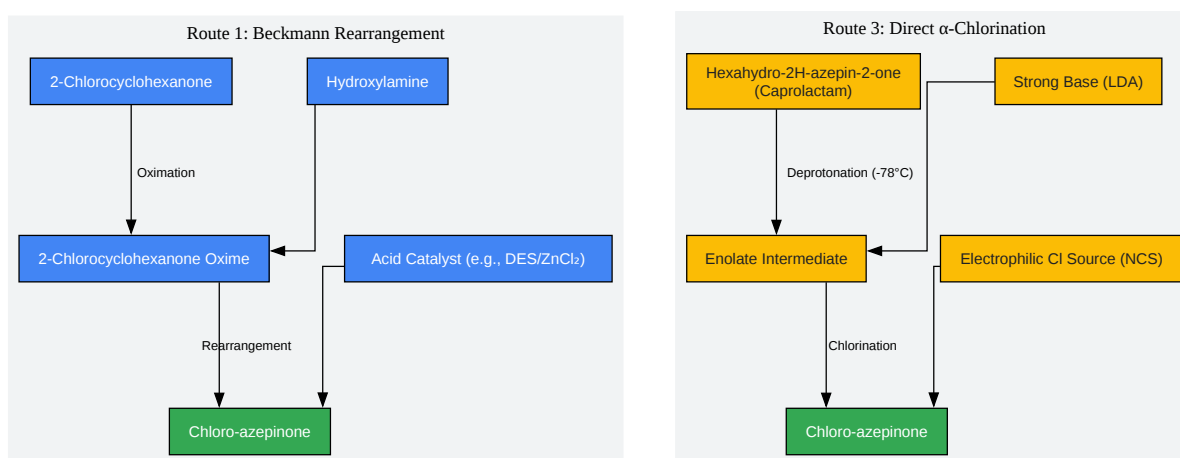 Route 1: Beckmann Rearrangement
2-Chlorocyclohexanone
Hydroxylamine
Oximation
2-Chlorocyclohexanone Oxime
Acid Catalyst (e.g., DES/ZnCl₂)
Rearrangement
Chloro-azepinone
Route 3: Direct α-Chlorination
Hexahydro-2H-azepin-2-one
(Caprolactam)
Strong Base (LDA)
Deprotonation (-78°C)
Enolate Intermediate
Electrophilic Cl Source (NCS)
Chlorination
Chloro-azepinone